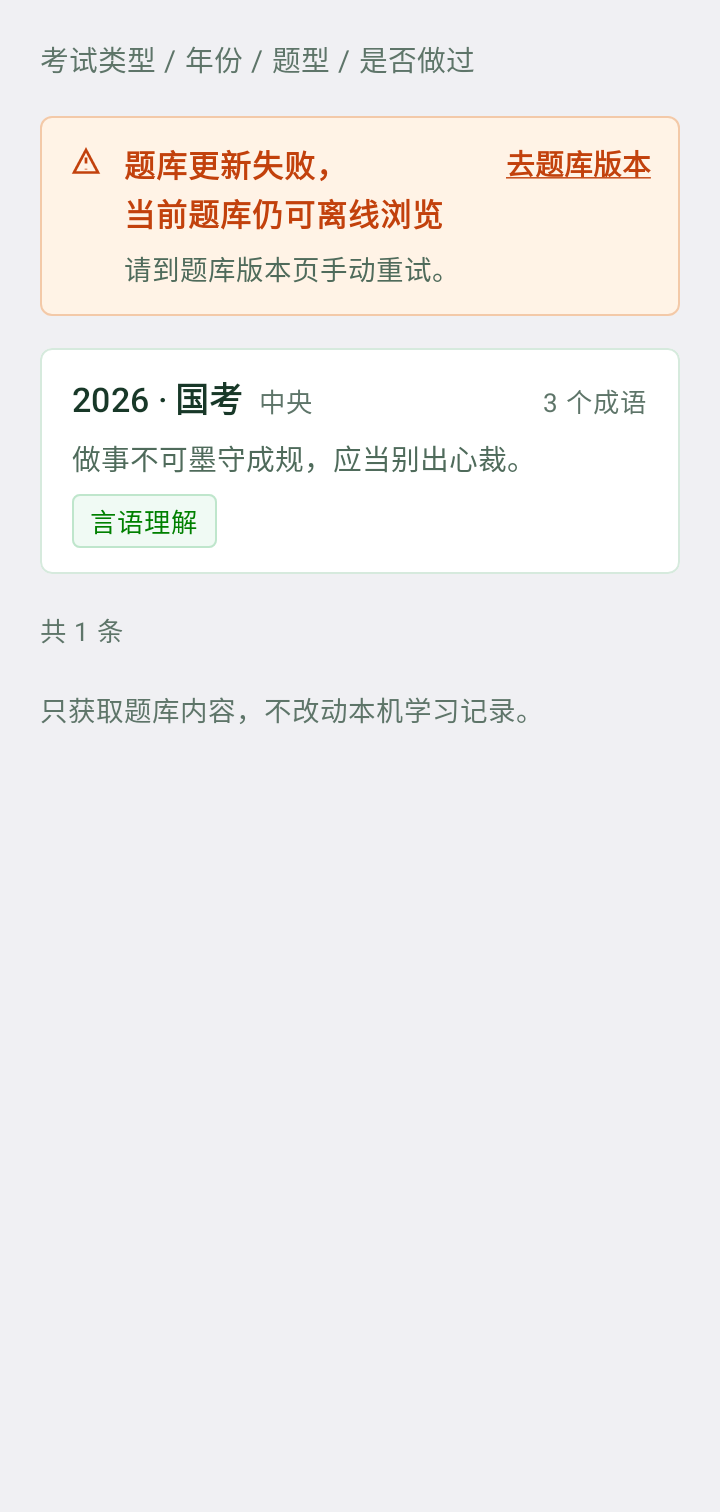 考试类型 / 年份 / 题型 / 是否做过
题库更新失败，
当前题库仍可离线浏览
去题库版本
请到题库版本页手动重试。
2026 · 国考 中央 3 个成语
做事不可墨守成规，应当别出心裁。
言语理解
共 1 条
只获取题库内容，不改动本机学习记录。